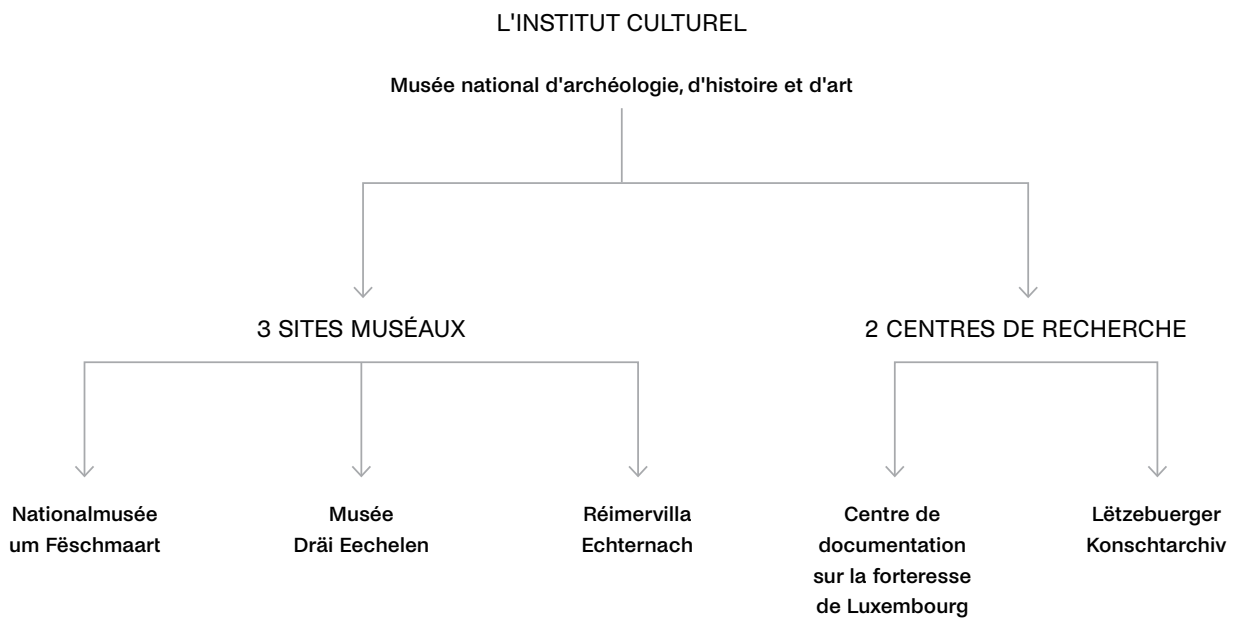 L'INSTITUT CULTUREL
Musée national d'archéologie, d'histoire et d'art
3 SITES MUSÉAUX
2 CENTRES DE RECHERCHE
Nationalmusée
um Fëschmaart
Musée
Dräi Eechelen
Réimervilla
Echternach
Centre de
documentation
sur la forteresse
de Luxembourg
Lëtzebuerger
Konschtarchiv